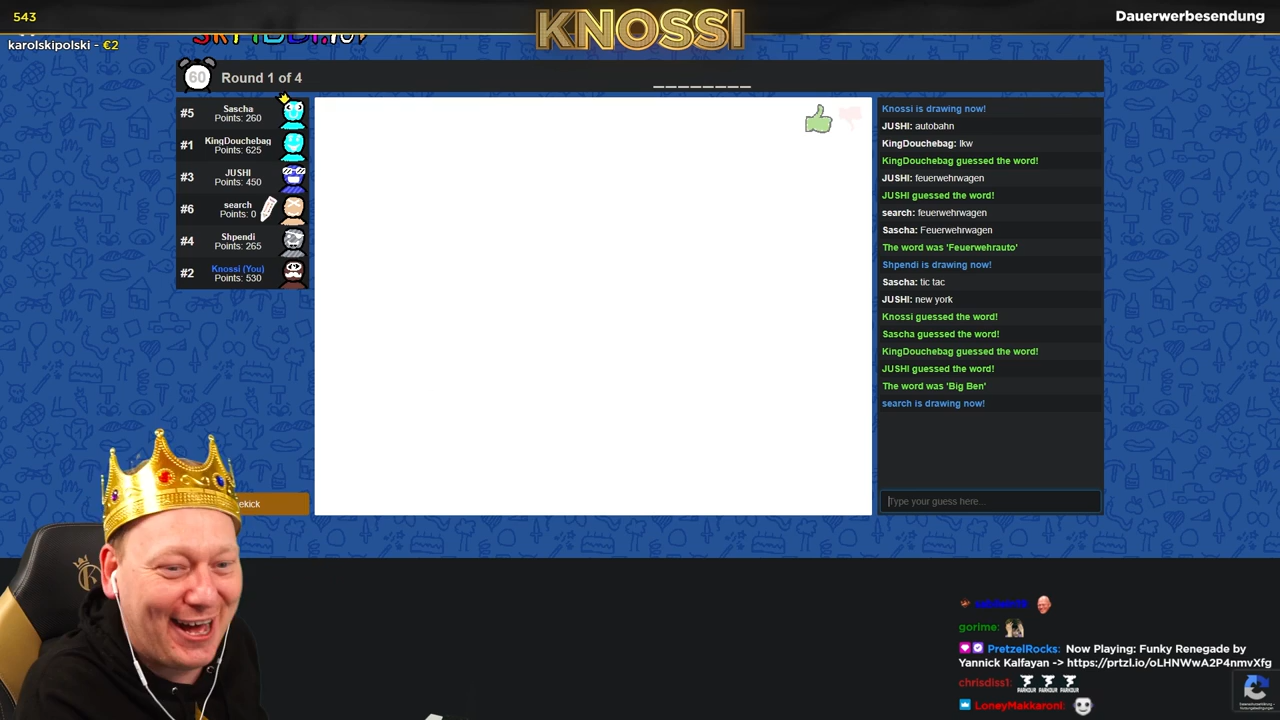 543
KNOSSI
Dauerwerbesendung
karolskipolski - €2
60
Round 1 of 4
________
#5
Sascha
Points: 260
#1
KingDouchebag
Points: 625
#3
JUSHI
Points: 450
#6
search
Points: 0
#4
Shpendi
Points: 265
#2
Knossi (You)
Points: 530
Knossi is drawing now!
JUSHI: autobahn
KingDouchebag: lkw
KingDouchebag guessed the word!
JUSHI: feuerwehrwagen
JUSHI guessed the word!
search: feuerwehrwagen
Sascha: Feuerwehrwagen
The word was 'Feuerwehrauto'
Shpendi is drawing now!
Sascha: tic tac
JUSHI: new york
Knossi guessed the word!
Sascha guessed the word!
KingDouchebag guessed the word!
JUSHI guessed the word!
The word was 'Big Ben'
search is drawing now!
Type your guess here...
ekick
gorime:
PretzelRocks: Now Playing: Funky Renegade by
Yannick Kalfayan -> https://prtzl.io/oLHNWwA2P4nmvXfg
chrisdiss1: PARKOUR PARKOUR PARKOUR
LoneyMakkaroni: